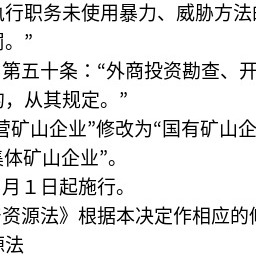 执行职务未使用暴力、威胁方法的
”
第五十条：“外商投资勘查、开
的，从其规定。”
营矿山企业”修改为“国有矿山企
集体矿山企业”。
月１日起施行。
资源法》根据本决定作相应的修
源法